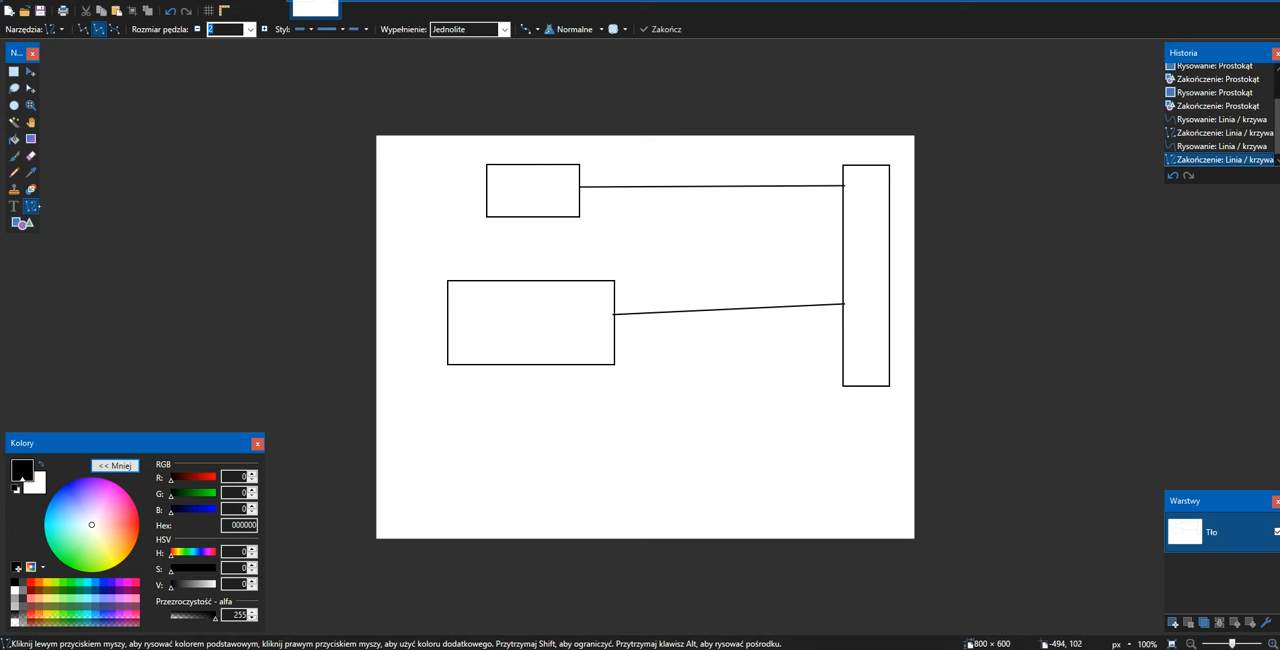 Narzędzia:
Rozmiar pędzla:
2
Styl:
Wypełnienie:
Jednolite
Normalne
Zakończ
N...
Historia
Rysowanie: Prostokąt
Zakończenie: Prostokąt
Rysowanie: Prostokąt
Zakończenie: Prostokąt
Rysowanie: Linia / krzywa
Zakończenie: Linia / krzywa
Rysowanie: Linia / krzywa
Zakończenie: Linia / krzywa
Kolory
<< Mniej
RGB
R: 0
G: 0
B: 0
Hex: 000000
HSV
H: 0
S: 0
V: 0
Przezroczystość - alfa
255
Warstwy
Tło
Kliknij lewym przyciskiem myszy, aby rysować kolorem podstawowym, kliknij prawym przyciskiem myszy, aby użyć koloru dodatkowego. Przytrzymaj Shift, aby ograniczyć. Przytrzymaj klawisz Alt, aby rysować pośrodku.
800 × 600
-494, 102
px
100%